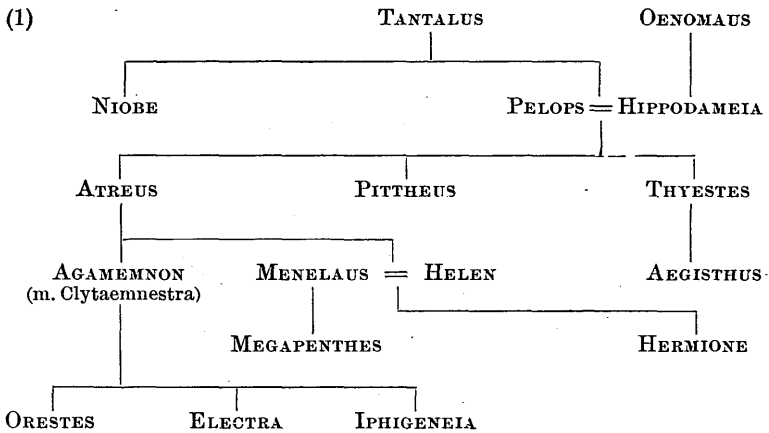 (1) TANTALUS OENOMAUS
NIOBE PELOPS = HIPPODAMEIA
ATREUS PITTHEUS THYESTES
AGAMEMNON MENELAUS = HELEN AEGISTHUS
(m. Clytaemnestra)
MEGAPENTHES HERMIONE
ORESTES ELECTRA IPHIGENEIA